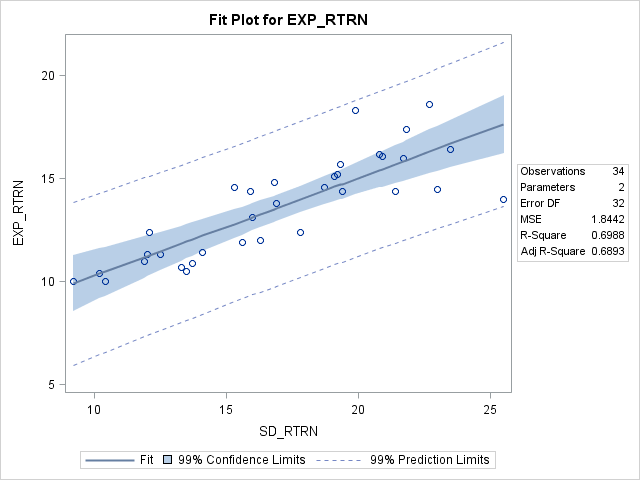 Fit Plot for EXP_RTRN
EXP_RTRN
20
15
10
5
10 15 20 25
SD_RTRN
Observations 34
Parameters 2
Error DF 32
MSE 1.8442
R-Square 0.6988
Adj R-Square 0.6893
Fit 99% Confidence Limits 99% Prediction Limits